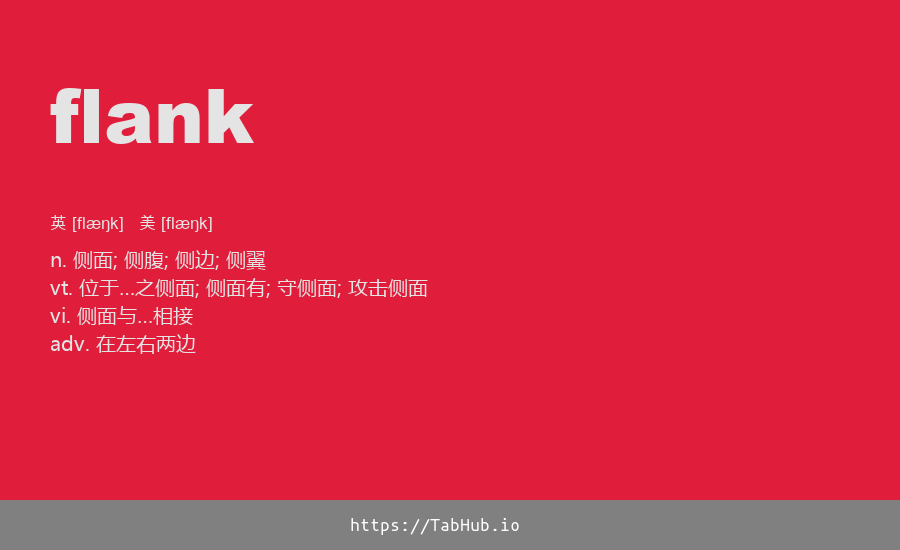 flank
英 [flæŋk] 美 [flæŋk]
n. 侧面; 侧腹; 侧边; 侧翼
vt. 位于…之侧面; 侧面有; 守侧面; 攻击侧面
vi. 侧面与…相接
adv. 在左右两边
https://TabHub.io